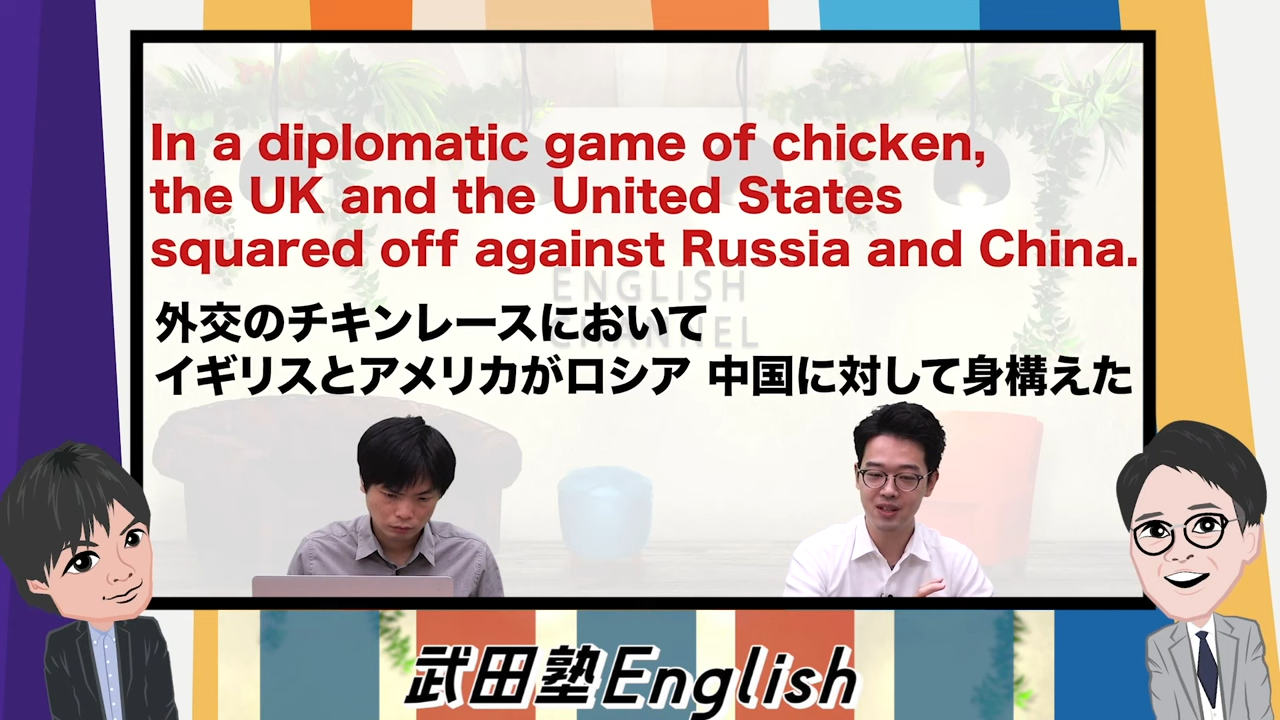 In a diplomatic game of chicken,
the UK and the United States
squared off against Russia and China.
ENGLISH
CHANNEL
外交のチキンレースにおいて
イギリスとアメリカがロシア 中国に対して身構えた
武田塾English